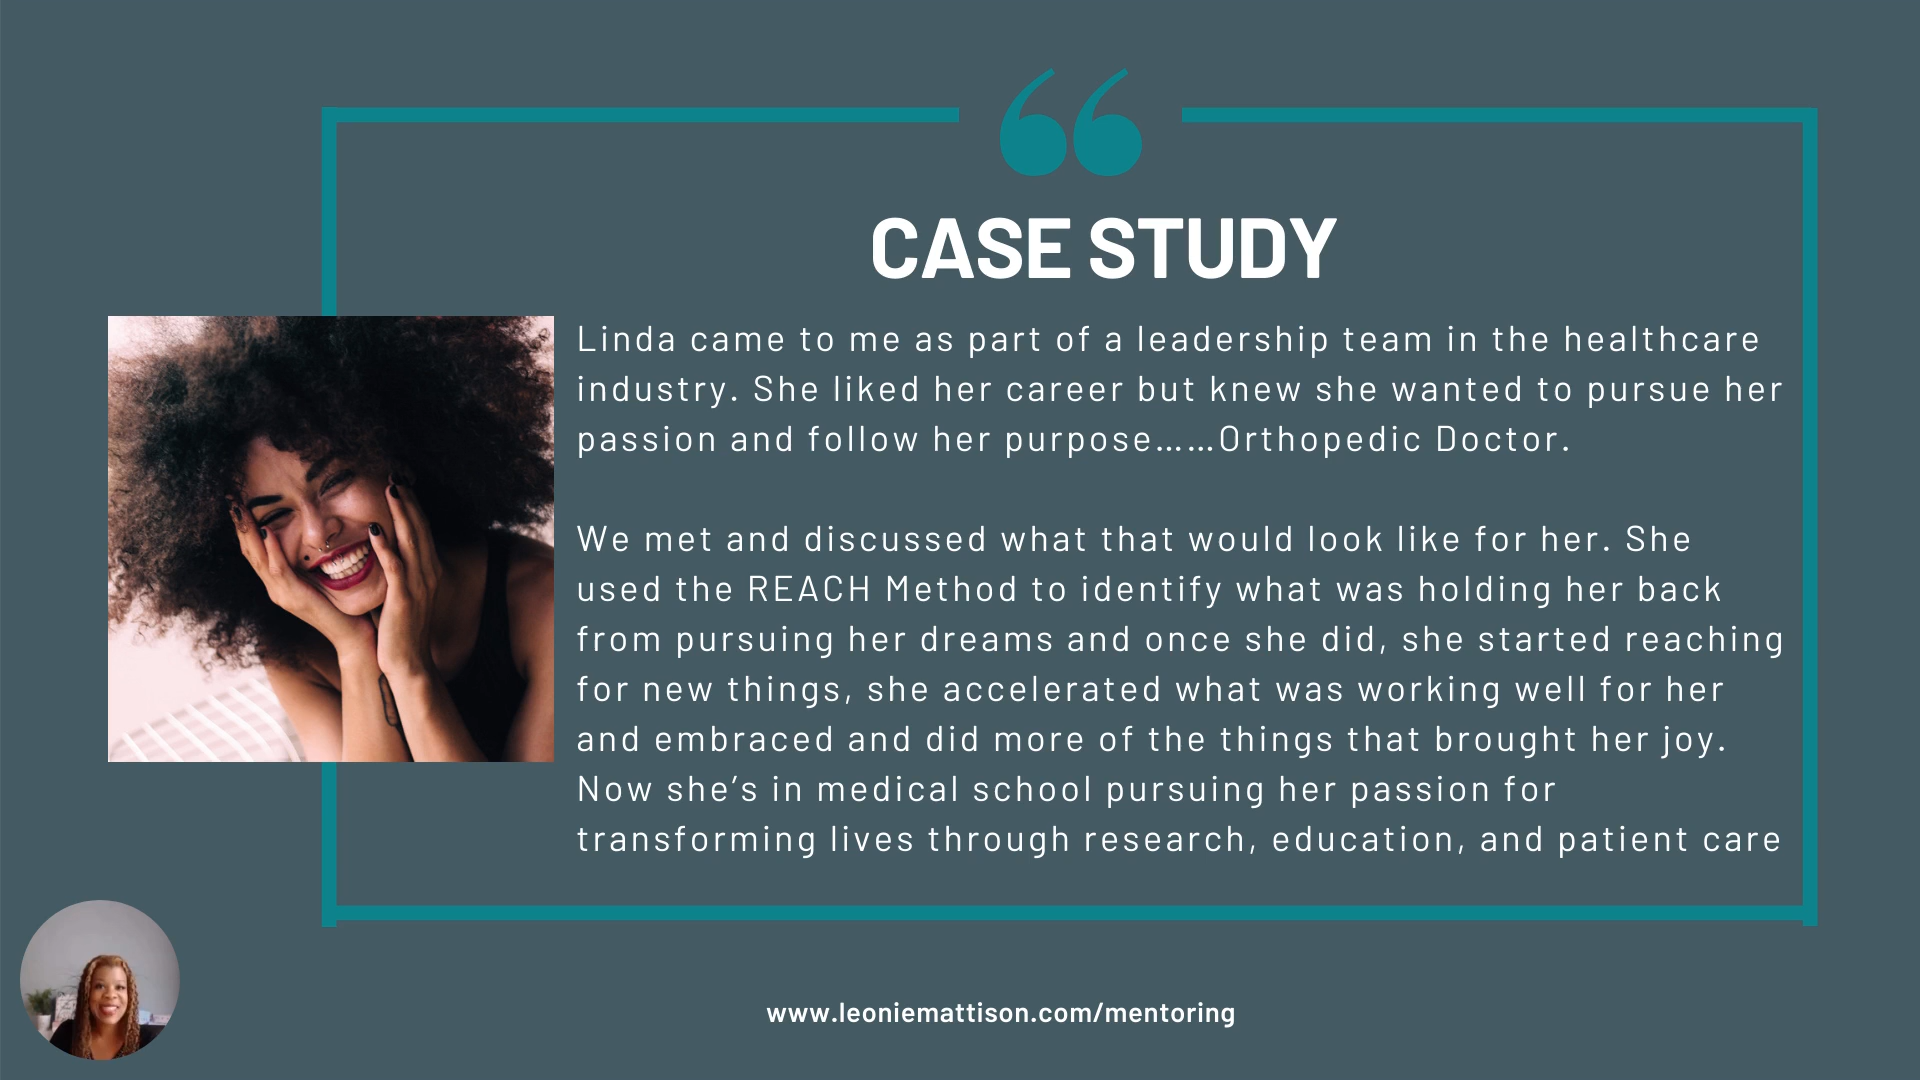 CASE STUDY
Linda came to me as part of a leadership team in the healthcare
industry. She liked her career but knew she wanted to pursue her
passion and follow her purpose......Orthopedic Doctor.
We met and discussed what that would look like for her. She
used the REACH Method to identify what was holding her back
from pursuing her dreams and once she did, she started reaching
for new things, she accelerated what was working well for her
and embraced and did more of the things that brought her joy.
Now she’s in medical school pursuing her passion for
transforming lives through research, education, and patient care
www.leoniemattison.com/mentoring